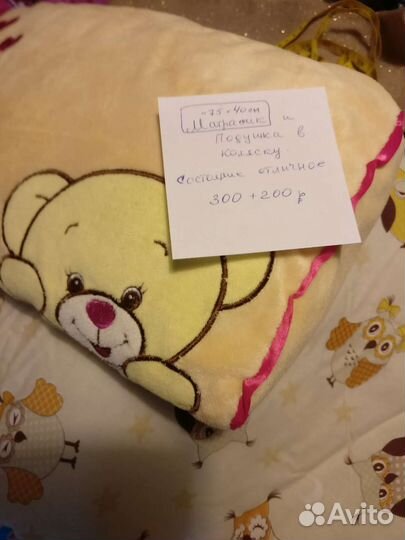 ≈75×40см
Матрасик и
Подушка в
коляску.
Состояние отличное
300 + 200 р
Avito